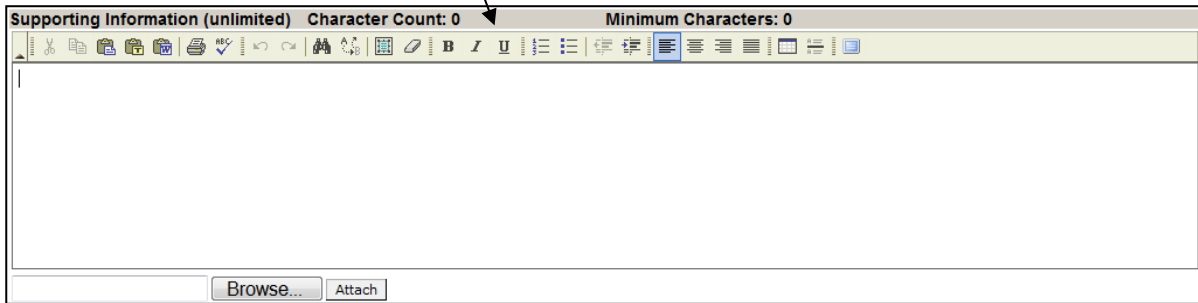 Supporting Information (unlimited) Character Count: 0 Minimum Characters: 0
B I U
Browse... Attach